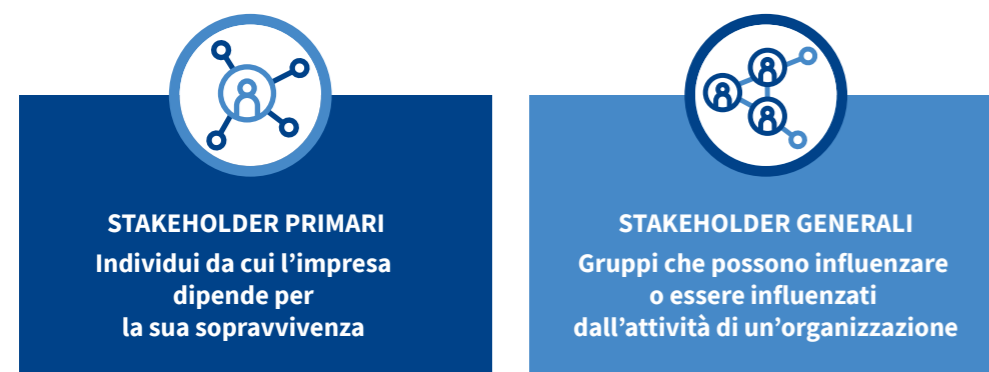 STAKEHOLDER PRIMARI
Individui da cui l’impresa
dipende per
la sua sopravvivenza
STAKEHOLDER GENERALI
Gruppi che possono influenzare
o essere influenzati
dall’attività di un’organizzazione